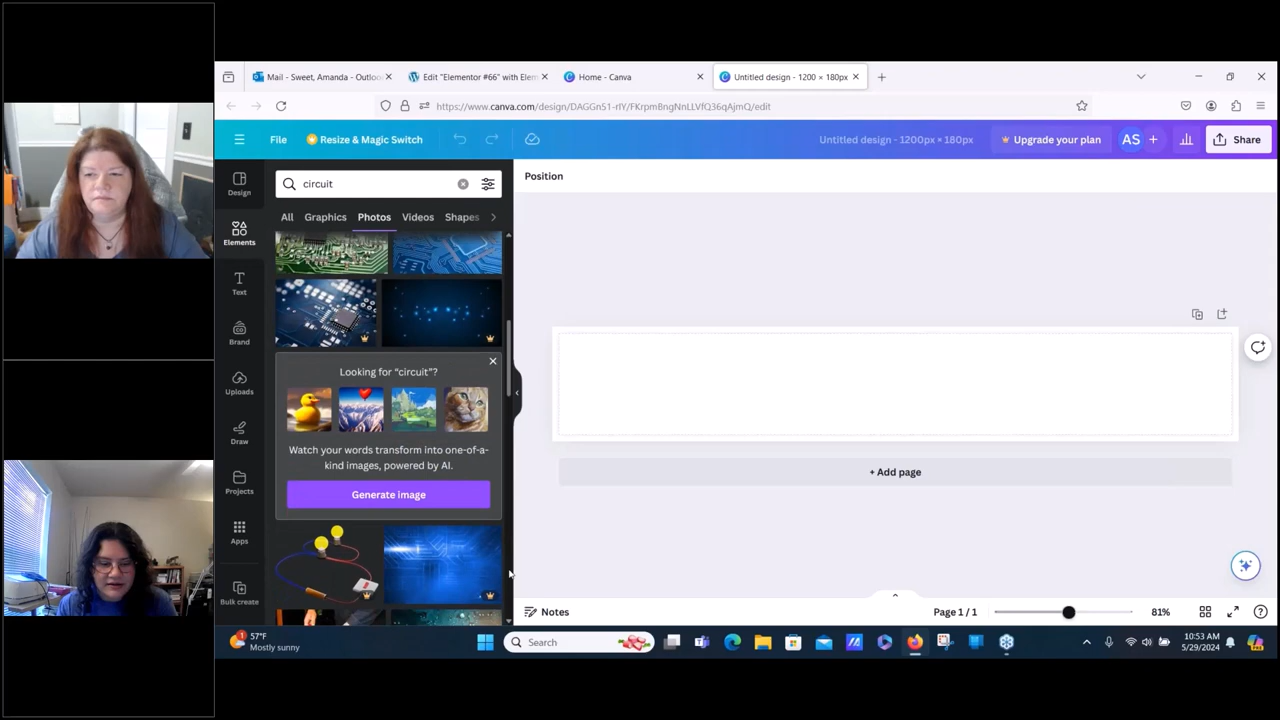 Mail - Sweet, Amanda - Outloo
Edit "Elementor #66" with Elem
Home - Canva
Untitled design - 1200 × 180px
https://www.canva.com/design/DAGGn51-rIY/FKrpmBngNnLLVfQ36qAjmQ/edit
File
Resize & Magic Switch
Untitled design - 1200px × 180px
Upgrade your plan
AS
Share
Design
Elements
Text
Brand
Uploads
Draw
Projects
Apps
Bulk create
circuit
All
Graphics
Photos
Videos
Shapes
Looking for “circuit”?
Watch your words transform into one-of-a-
kind images, powered by AI.
Generate image
Position
+ Add page
Notes
Page 1 / 1
81%
1
57°F
Mostly sunny
Search
10:53 AM
5/29/2024